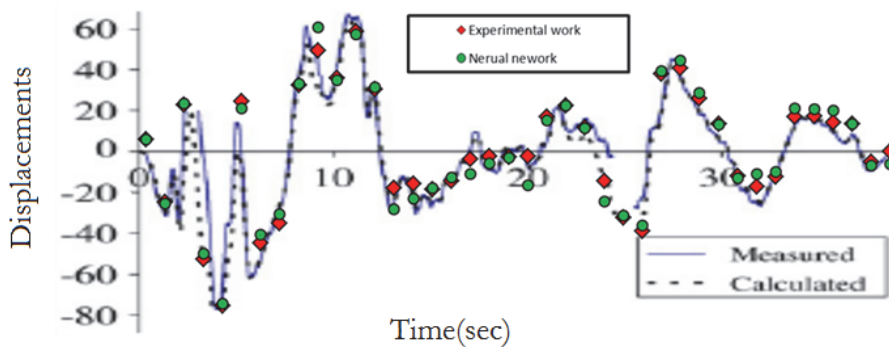 60
40
20
0
-20
-40
-60
-80
0
10
20
30
Displacements
Time(sec)
Experimental work
Nerual nework
Measured
Calculated